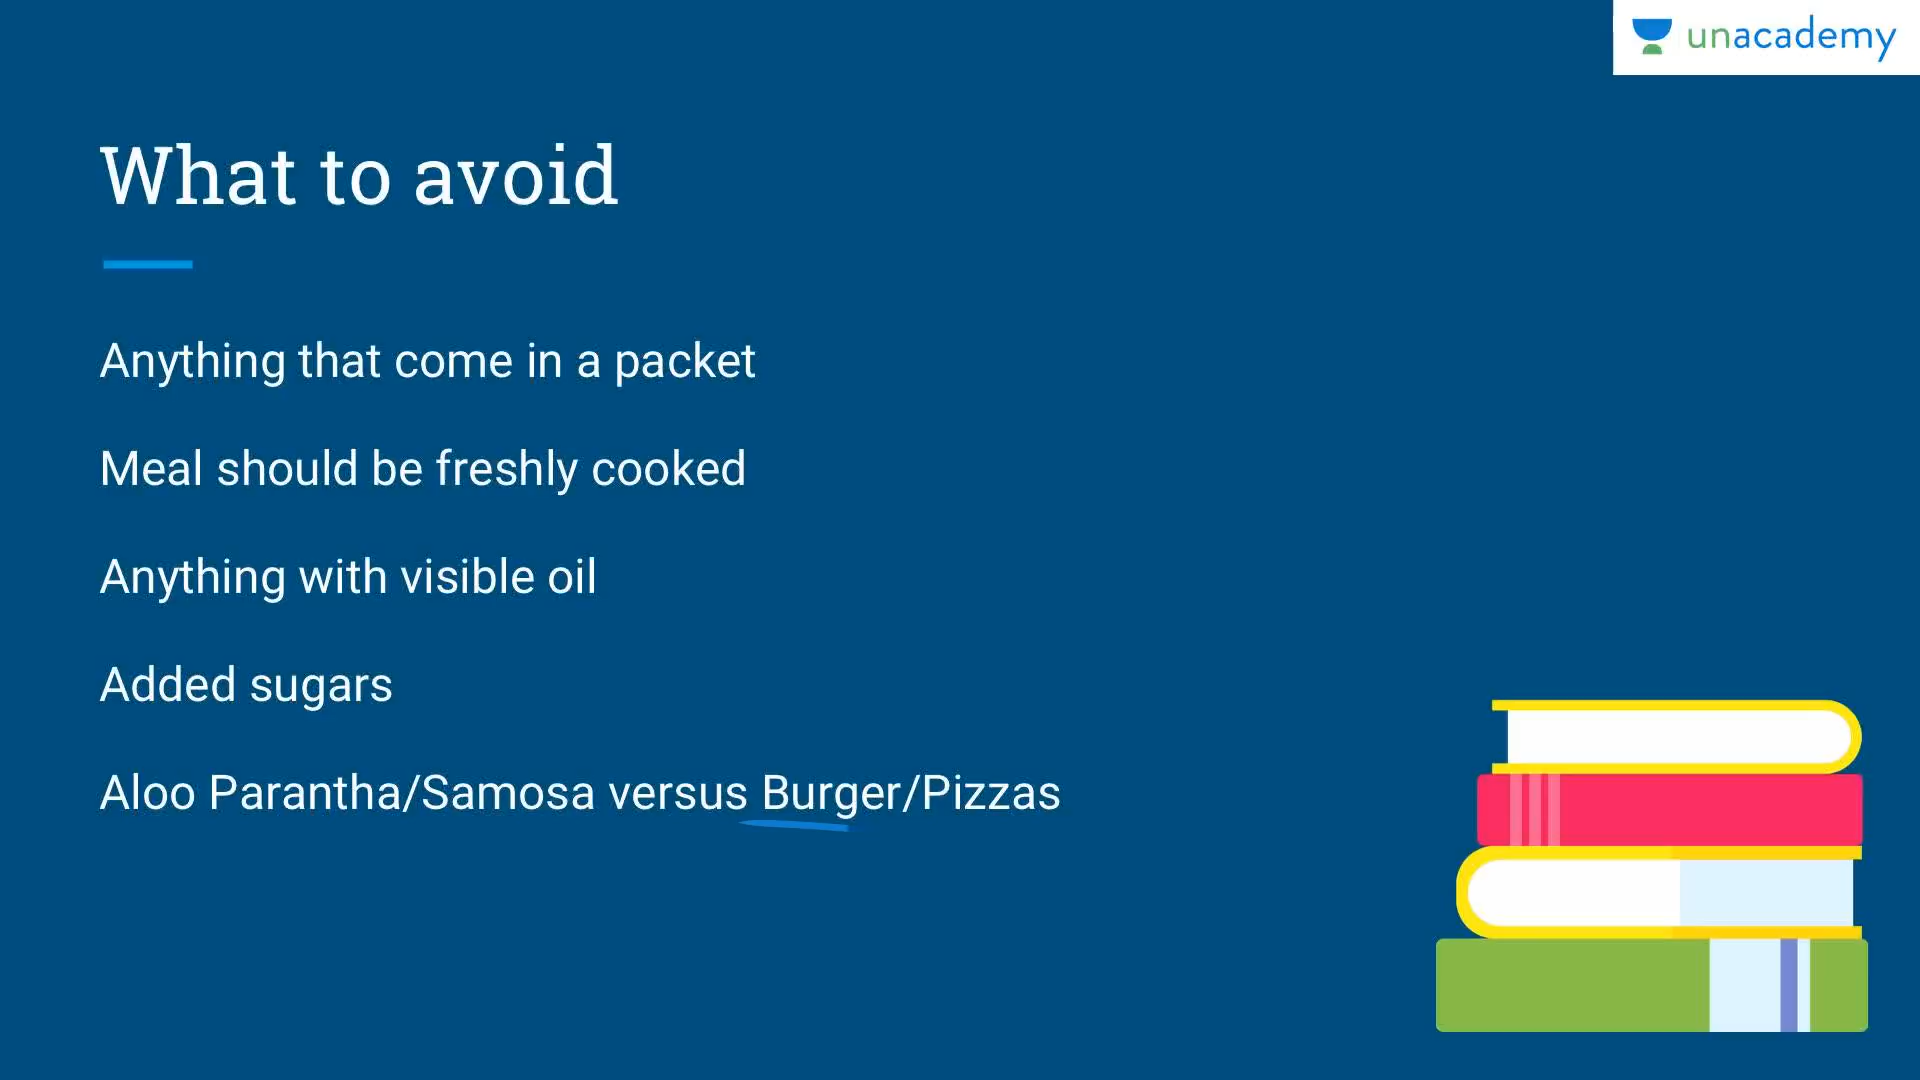 unacademy
What to avoid
Anything that come in a packet
Meal should be freshly cooked
Anything with visible oil
Added sugars
Aloo Parantha/Samosa versus Burger/Pizzas